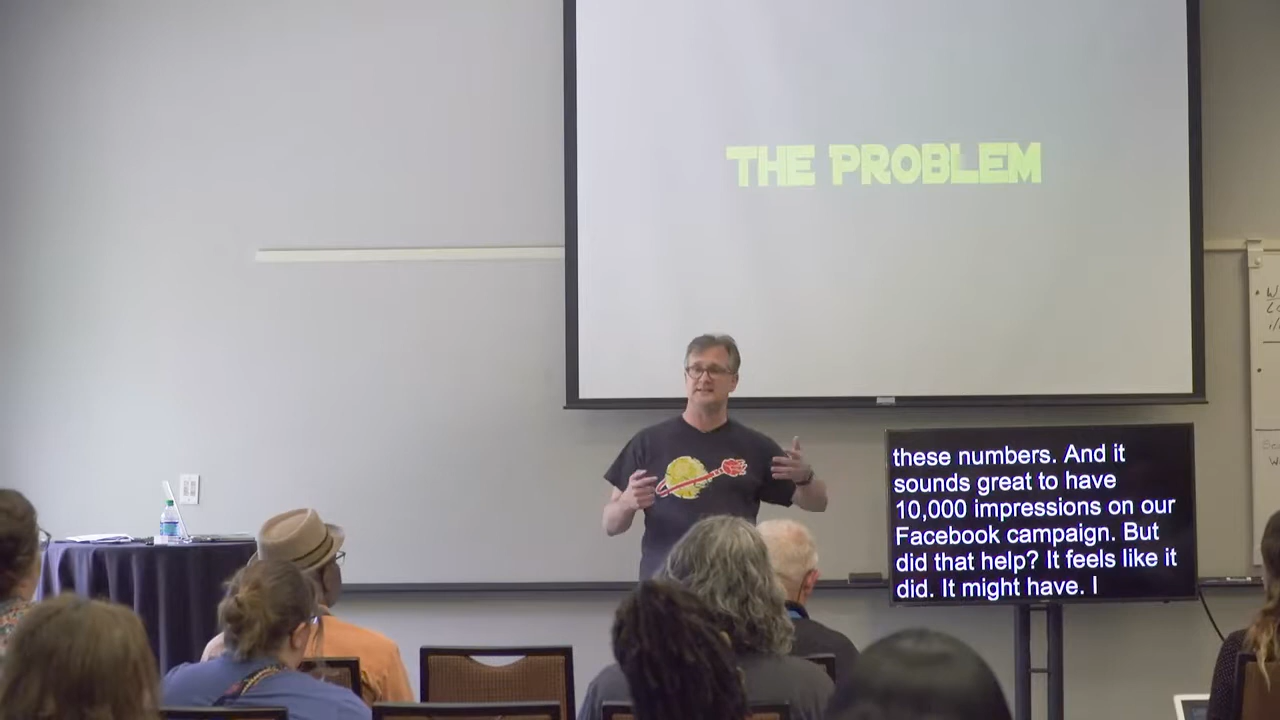 THE PROBLEM
these numbers. And it
sounds great to have
10,000 impressions on our
Facebook campaign. But
did that help? It feels like it
did. It might have. I